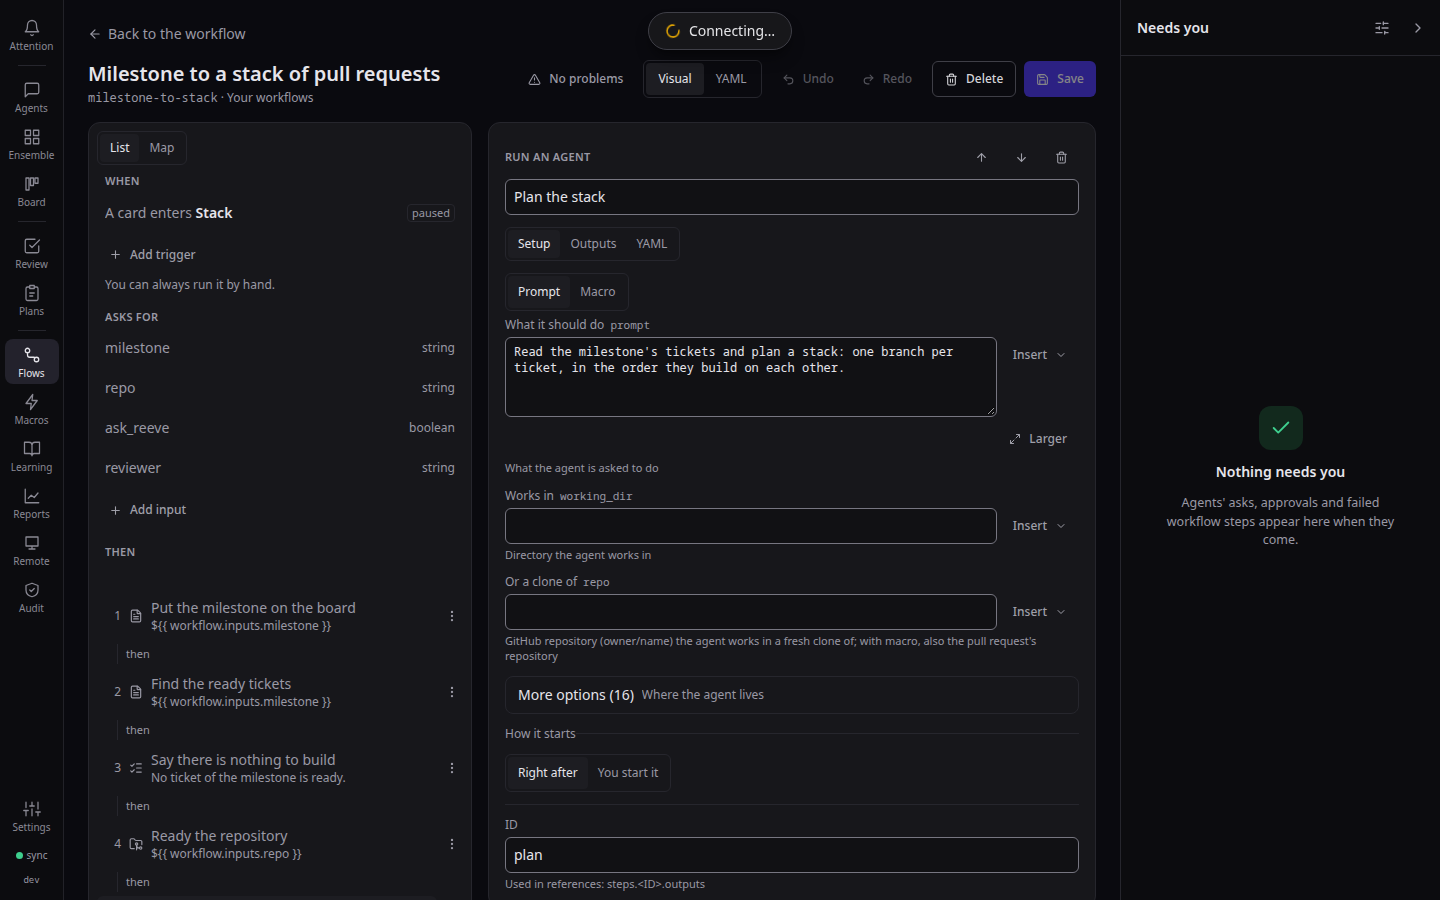 Attention
Agents
Ensemble
Board
Review
Plans
Flows
Macros
Learning
Reports
Remote
Audit
Settings
sync
dev
Back to the workflow
Connecting...
Milestone to a stack of pull requests
milestone-to-stack · Your workflows
No problems
Visual
YAML
Undo
Redo
Delete
Save
List
Map
WHEN
A card enters Stack
paused
Add trigger
You can always run it by hand.
ASKS FOR
milestone
string
repo
string
ask_reeve
boolean
reviewer
string
Add input
THEN
1
Put the milestone on the board
${{ workflow.inputs.milestone }}
then
2
Find the ready tickets
${{ workflow.inputs.milestone }}
then
3
Say there is nothing to build
No ticket of the milestone is ready.
then
4
Ready the repository
${{ workflow.inputs.repo }}
then
RUN AN AGENT
Plan the stack
Setup
Outputs
YAML
Prompt
Macro
What it should do prompt
Read the milestone's tickets and plan a stack: one branch per
ticket, in the order they build on each other.
Insert
Larger
What the agent is asked to do
Works in working_dir
Insert
Directory the agent works in
Or a clone of repo
Insert
GitHub repository (owner/name) the agent works in a fresh clone of; with macro, also the pull request's
repository
More options (16) Where the agent lives
How it starts
Right after
You start it
ID
plan
Used in references: steps.<ID>.outputs
Needs you
Nothing needs you
Agents' asks, approvals and failed
workflow steps appear here when they
come.